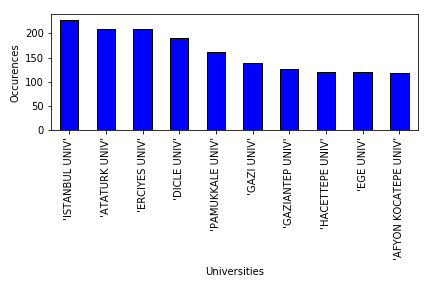 Occurences
200
150
100
50
0
'ISTANBUL UNIV'
'ATATURK UNIV'
'ERCIYES UNIV'
'DICLE UNIV'
'PAMUKKALE UNIV'
'GAZI UNIV'
'GAZIANTEP UNIV'
'HACETTEPE UNIV'
'EGE UNIV'
'AFYON KOCATEPE UNIV'
Universities